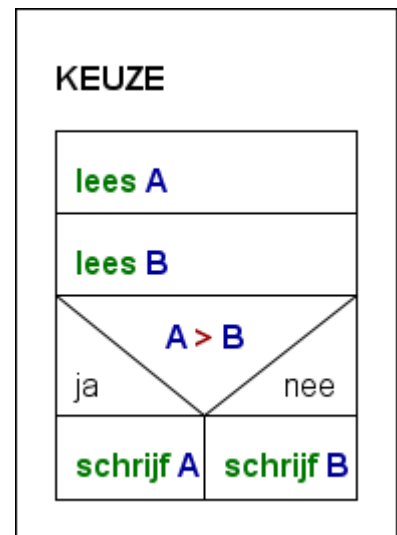 KEUZE
lees A
lees B
A > B
ja nee
schrijf A schrijf B